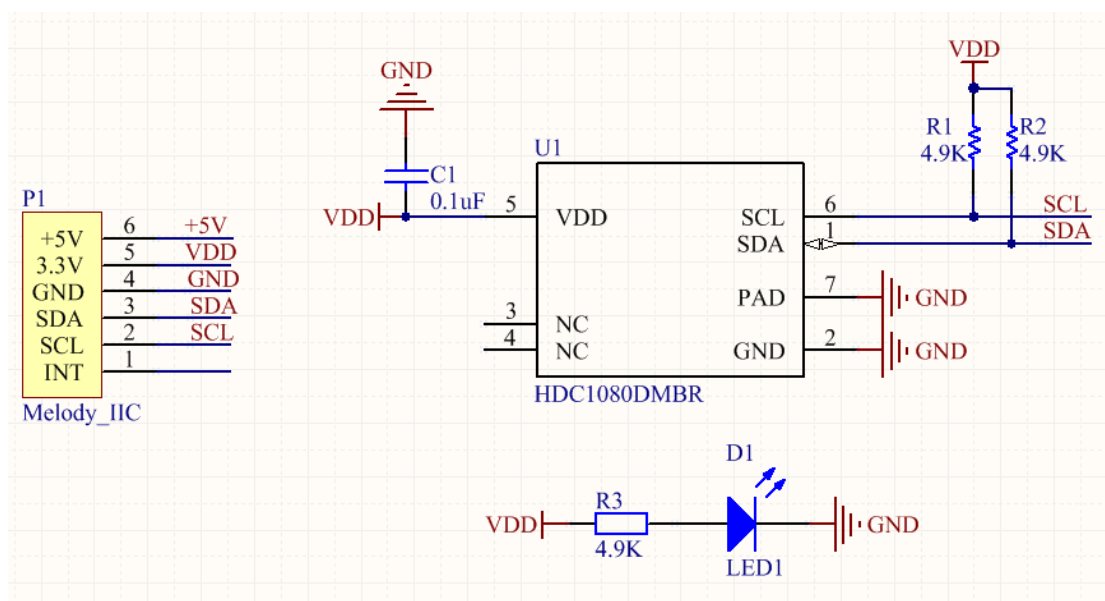 P1
+5V 6 +5V
3.3V 5 VDD
GND 4 GND
SDA 3 SDA
SCL 2 SCL
INT 1
Melody_IIC
GND
C1
0.1uF
VDD
U1
5 VDD
3 NC
4 NC
SCL 6
SDA 1
PAD 7 GND
GND 2 GND
HDC1080DMBR
VDD
R1 R2
4.9K 4.9K
SCL
SDA
D1
R3
VDD GND
4.9K
LED1